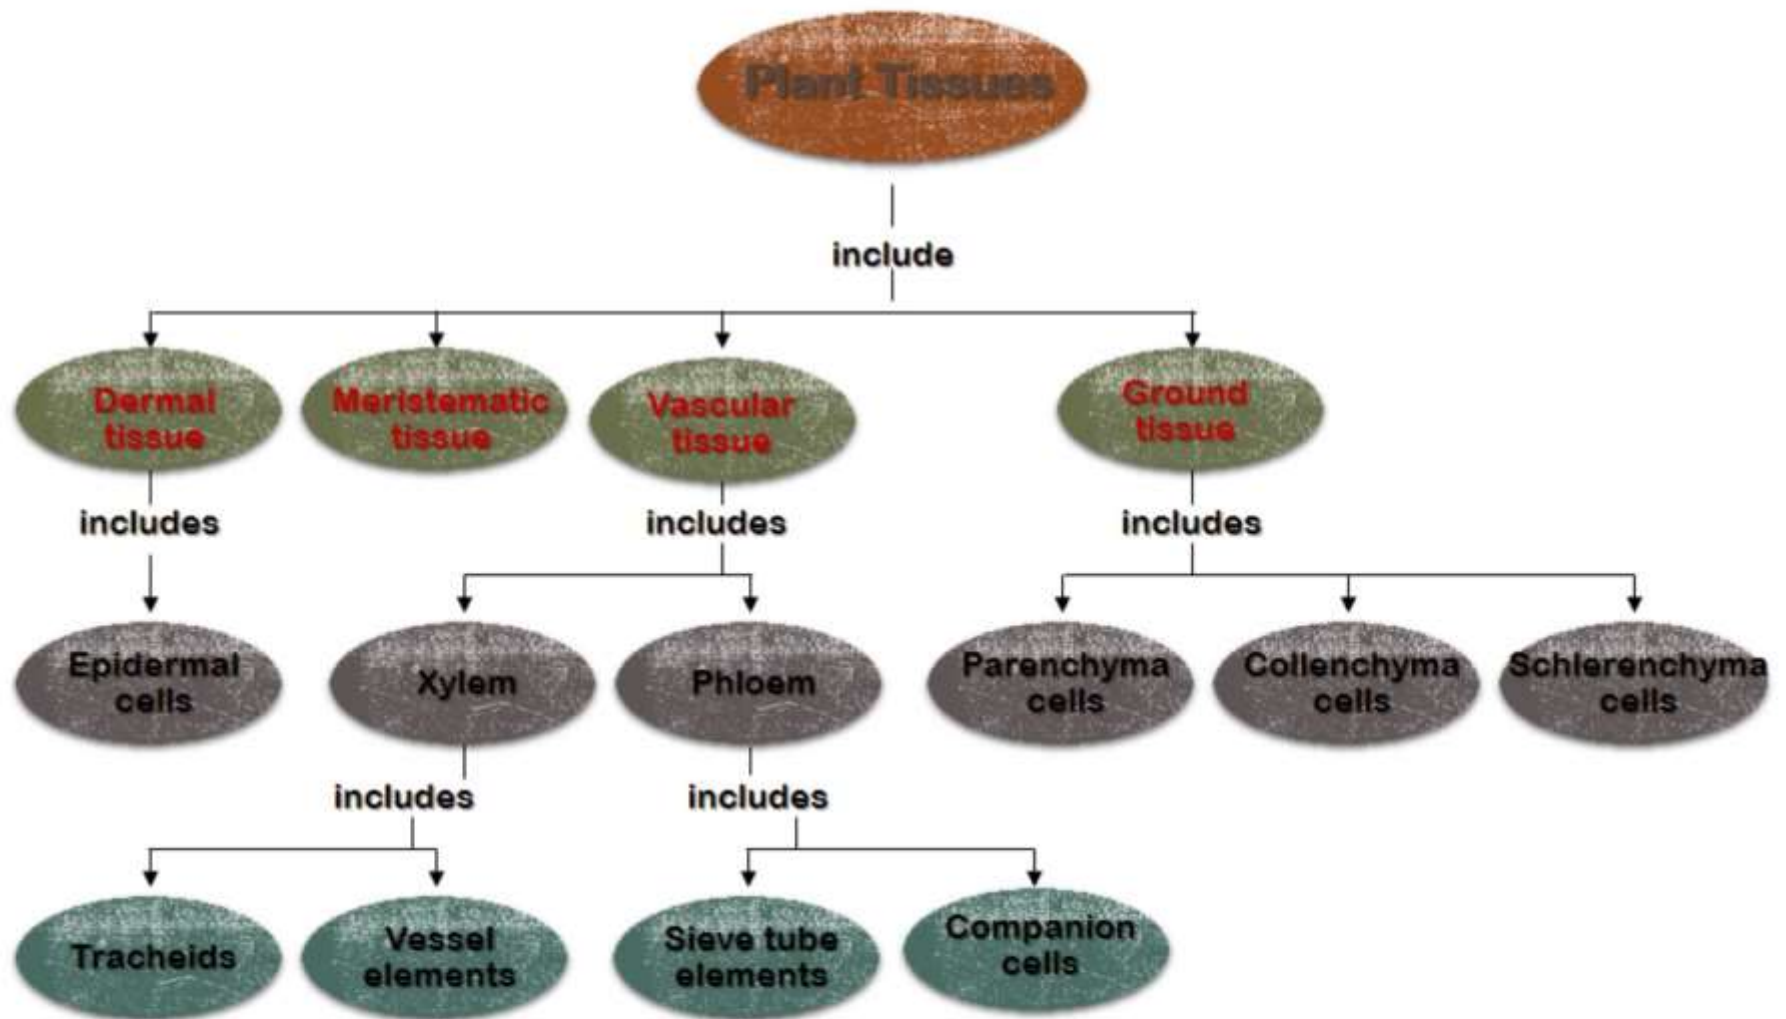 Plant Tissues
include
Dermal
tissue
Meristematic
tissue
Vascular
tissue
Ground
tissue
includes
includes
includes
Epidermal
cells
Xylem
Phloem
Parenchyma
cells
Collenchyma
cells
Schlerenchyma
cells
includes
includes
Tracheids
Vessel
elements
Sieve tube
elements
Companion
cells